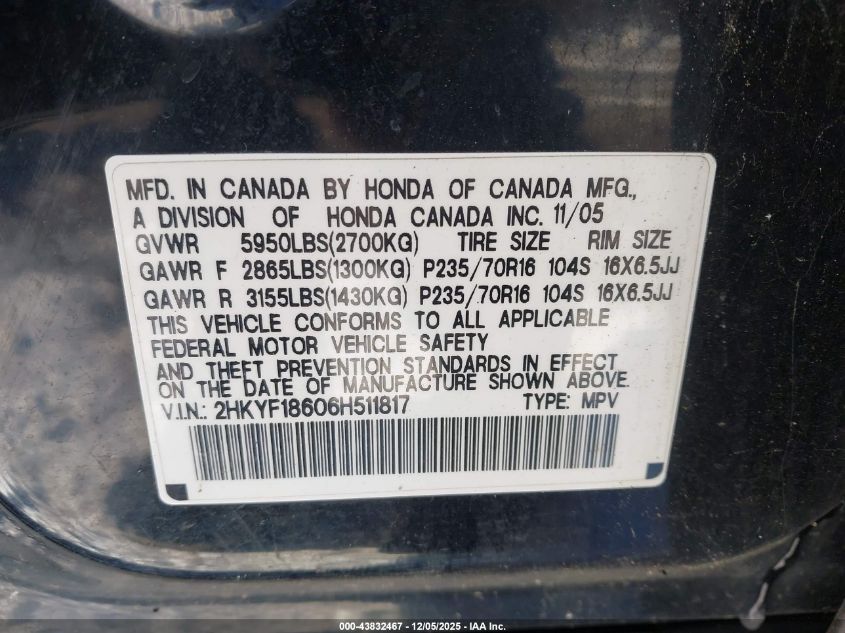 MFD. IN CANADA BY HONDA OF CANADA MFG.,
A DIVISION OF HONDA CANADA INC. 11/05
GVWR 5950LBS(2700KG) TIRE SIZE RIM SIZE
GAWR F 2865LBS(1300KG) P235/70R16 104S 16X6.5JJ
GAWR R 3155LBS(1430KG) P235/70R16 104S 16X6.5JJ
THIS VEHICLE CONFORMS TO ALL APPLICABLE
FEDERAL MOTOR VEHICLE SAFETY
AND THEFT PREVENTION STANDARDS IN EFFECT
ON THE DATE OF MANUFACTURE SHOWN ABOVE.
V.I.N.: 2HKYF18606H511817 TYPE: MPV
000-43832467 - 12/05/2025 - IAA Inc.